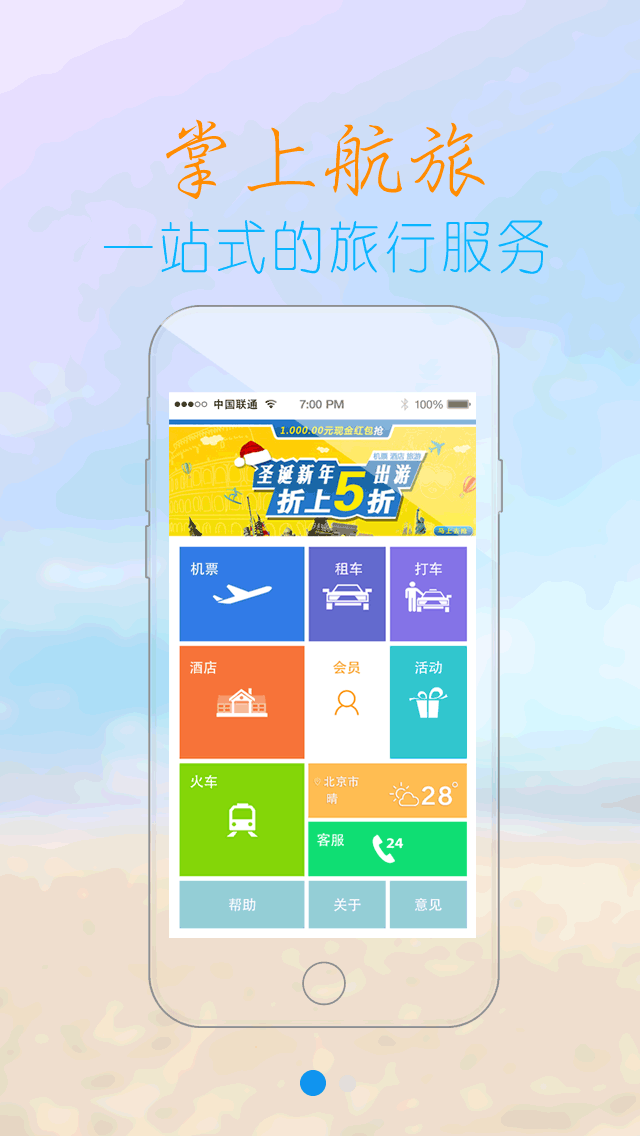 掌上航旅
一站式的旅行服务
中国联通 7:00 PM 100%
1.000.00元现金红包抢
机票 酒店 旅游
圣诞新年 出游
折上5折
马上去抢
机票 租车 打车
酒店 会员 活动
火车
北京市
晴
28°
客服 24
帮助 关于 意见